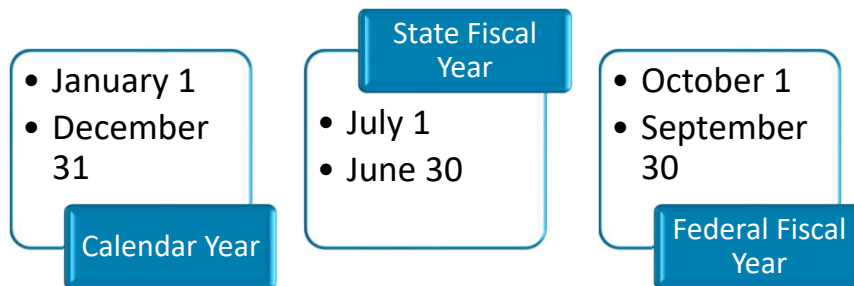 • January 1
• December
31
Calendar Year
State Fiscal
Year
• July 1
• June 30
• October 1
• September
30
Federal Fiscal
Year